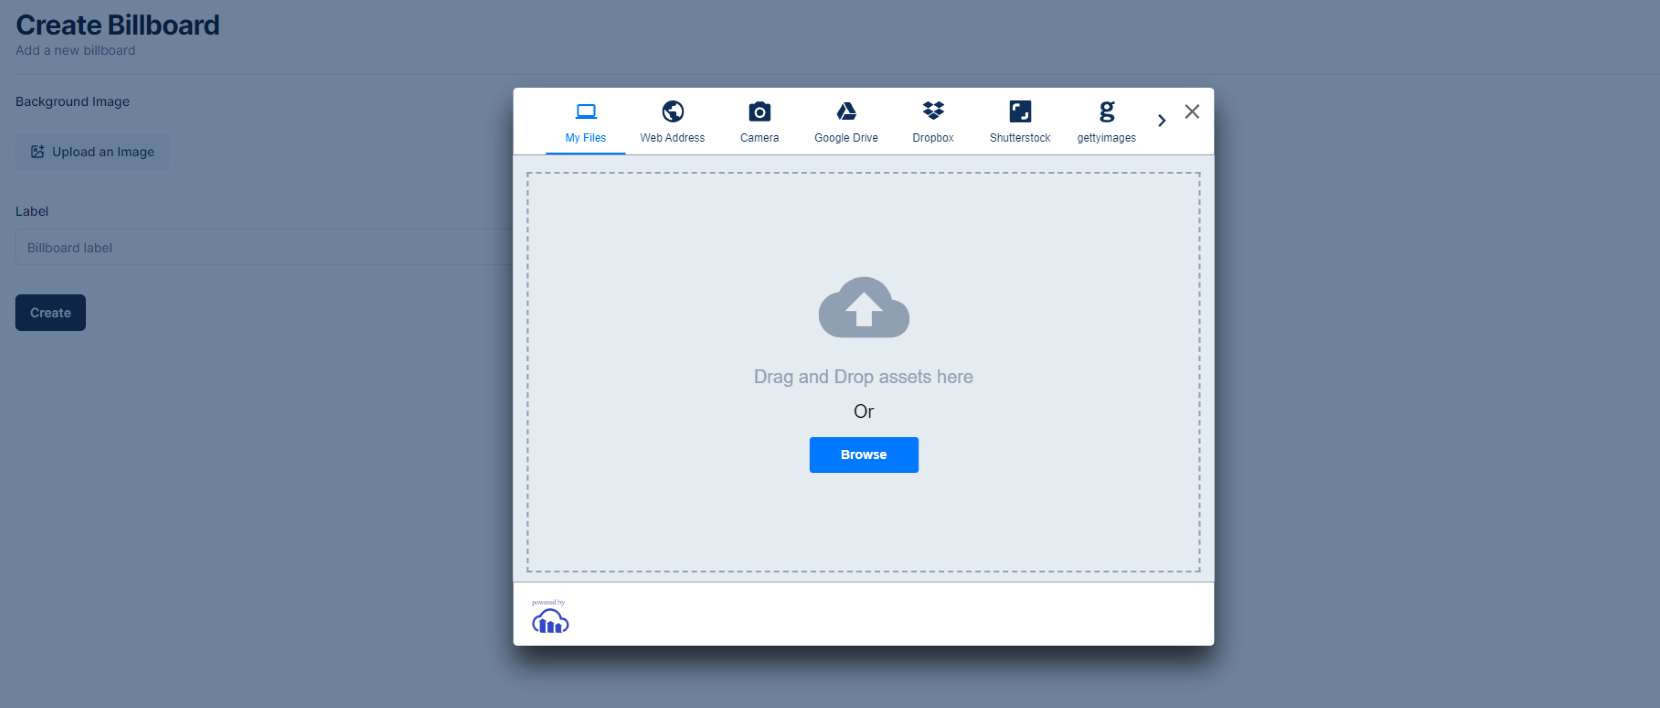 Create Billboard
Add a new billboard
Background Image
Upload an Image
Label
Billboard label
Create
My Files
Web Address
Camera
Google Drive
Dropbox
Shutterstock
gettyimages
Drag and Drop assets here
Or
Browse
powered by